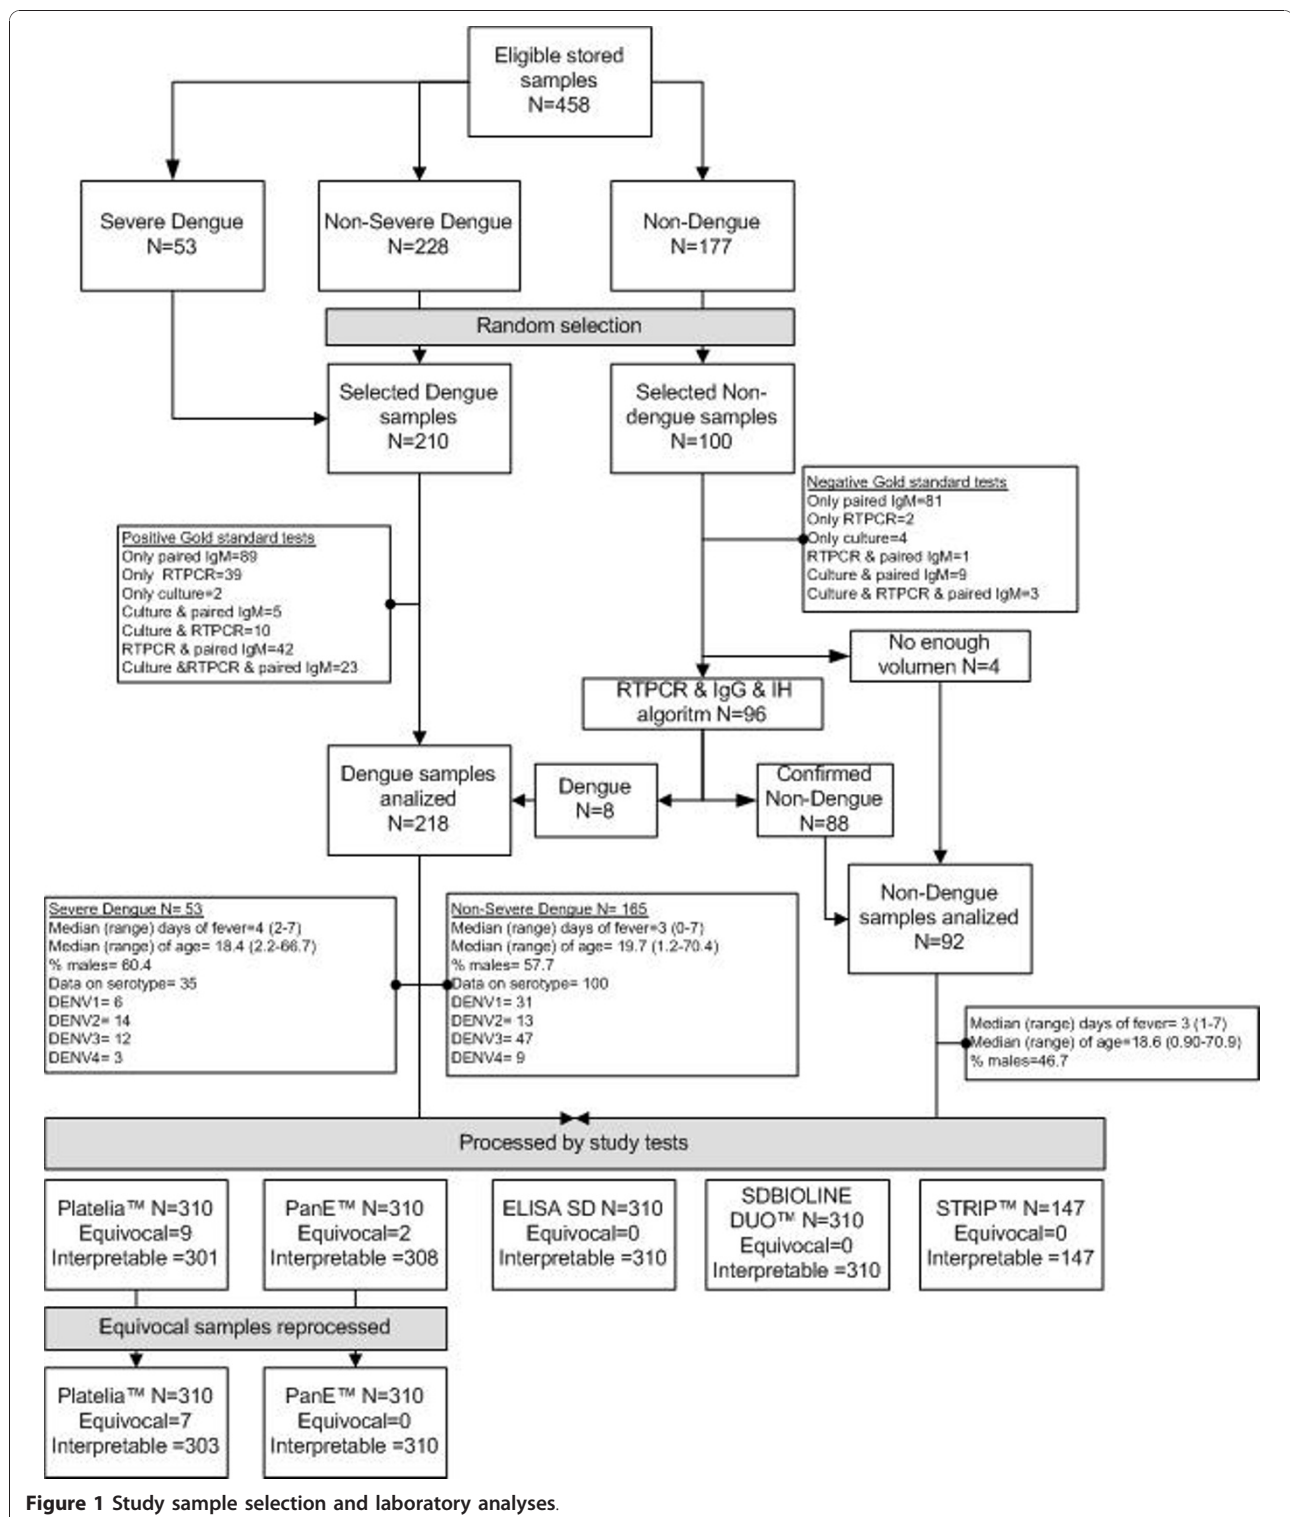 Eligible stored
samples
N=458
Severe Dengue
N=53
Non-Severe Dengue
N=228
Non-Dengue
N=177
Random selection
Selected Dengue
samples
N=210
Selected Non-
dengue samples
N=100
Negative Gold standard tests
Only paired IgM=81
Only RTPCR=2
Only culture=4
RTPCR & paired IgM=1
Culture & paired IgM=9
Culture & RTPCR & paired IgM=3
Positive Gold standard tests
Only paired IgM=89
Only RTPCR=39
Only culture=2
Culture & paired IgM=5
Culture & RTPCR=10
RTPCR & paired IgM=42
Culture &RTPCR & paired IgM=23
No enough
volumen N=4
RTPCR & IgG & IH
algoritm N=96
Dengue samples
analized
N=218
Dengue
N=8
Confirmed
Non-Dengue
N=88
Non-Dengue
samples analized
N=92
Severe Dengue N= 53
Median (range) days of fever=4 (2-7)
Median (range) of age= 18.4 (2.2-66.7)
% males= 60.4
Data on serotype= 35
DENV1= 6
DENV2= 14
DENV3= 12
DENV4= 3
Non-Severe Dengue N= 165
Median (range) days of fever=3 (0-7)
Median (range) of age= 19.7 (1.2-70.4)
% males= 57.7
Data on serotype= 100
DENV1= 31
DENV2= 13
DENV3= 47
DENV4= 9
Median (range) days of fever= 3 (1-7)
Median (range) of age=18.6 (0.90-70.9)
% males=46.7
Processed by study tests
Platelia™ N=310
Equivocal=9
Interpretable =301
PanE™ N=310
Equivocal=2
Interpretable =308
ELISA SD N=310
Equivocal=0
Interpretable =310
SDBIOLINE
DUO™ N=310
Equivocal=0
Interpretable =310
STRIP™ N=147
Equivocal=0
Interpretable =147
Equivocal samples reprocessed
Platelia™ N=310
Equivocal=7
Interpretable =303
PanE™ N=310
Equivocal=0
Interpretable =310
Figure 1 Study sample selection and laboratory analyses.